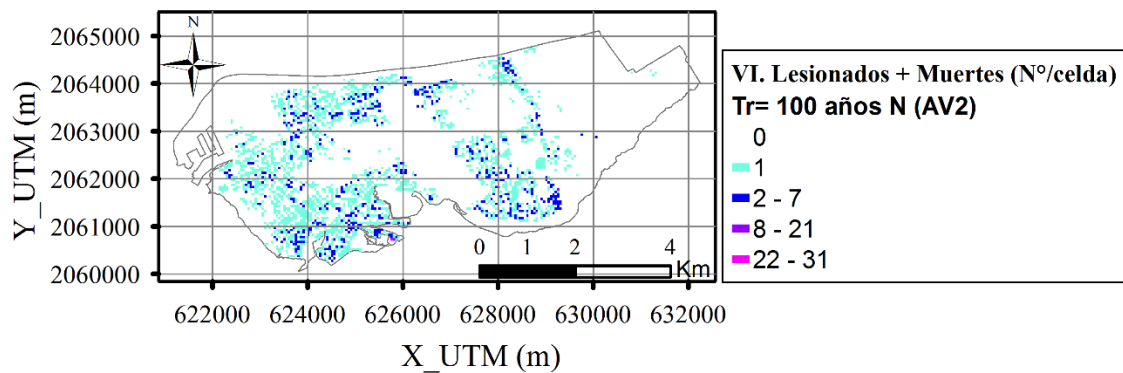 N
2065000
2064000
2063000
2062000
2061000
2060000
Y_UTM (m)
0 1 2 4
Km
622000 624000 626000 628000 630000 632000
X_UTM (m)
VI. Lesionados + Muertes (N°/celda)
Tr= 100 años N (AV2)
0
1
2 - 7
8 - 21
22 - 31